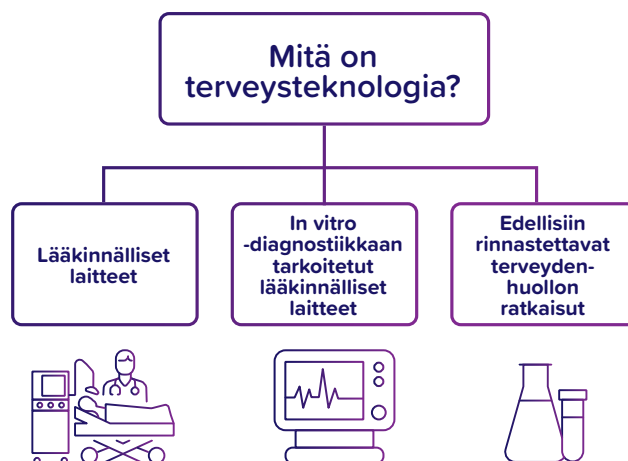 Mitä on
terveysteknologia?
Lääkinnälliset
laitteet
In vitro
-diagnostiikkaan
tarkoitetut
lääkinnälliset
laitteet
Edellisiin
rinnastettavat
terveyden-
huollon
ratkaisut